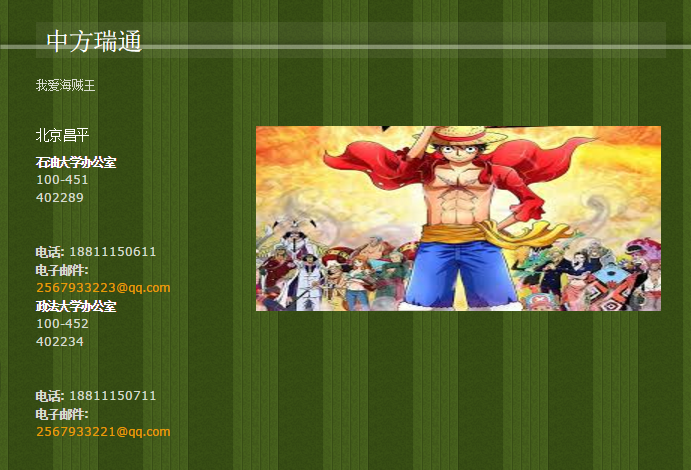 中方瑞通
我爱海贼王
北京昌平
石油大学办公室
100-451
402289
电话: 18811150611
电子邮件:
2567933223@qq.com
政法大学办公室
100-452
402234
电话: 18811150711
电子邮件:
2567933221@qq.com